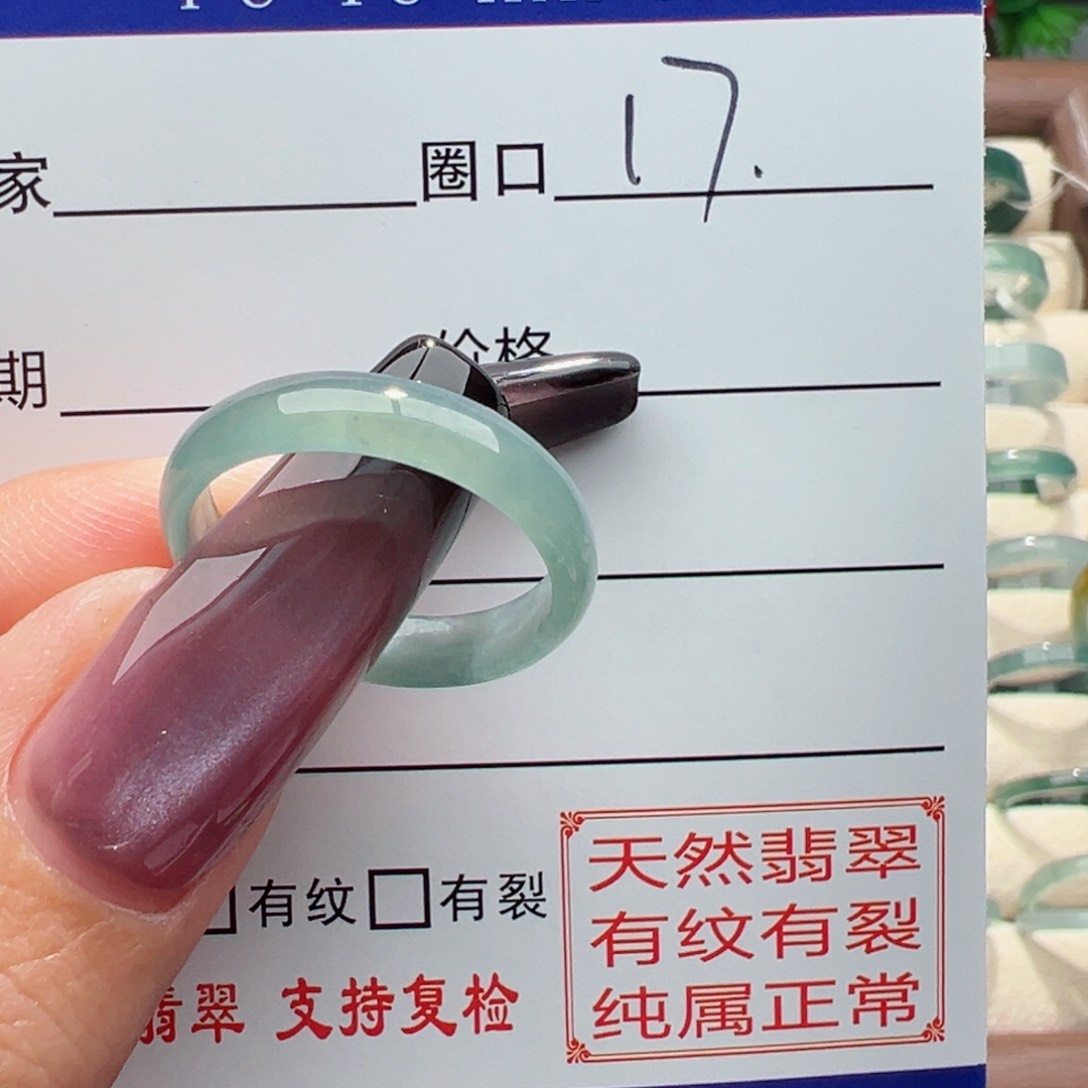 家 圈口 17.
期 价格
有纹 有裂
翡翠 支持复检
天然翡翠
有纹有裂
纯属正常